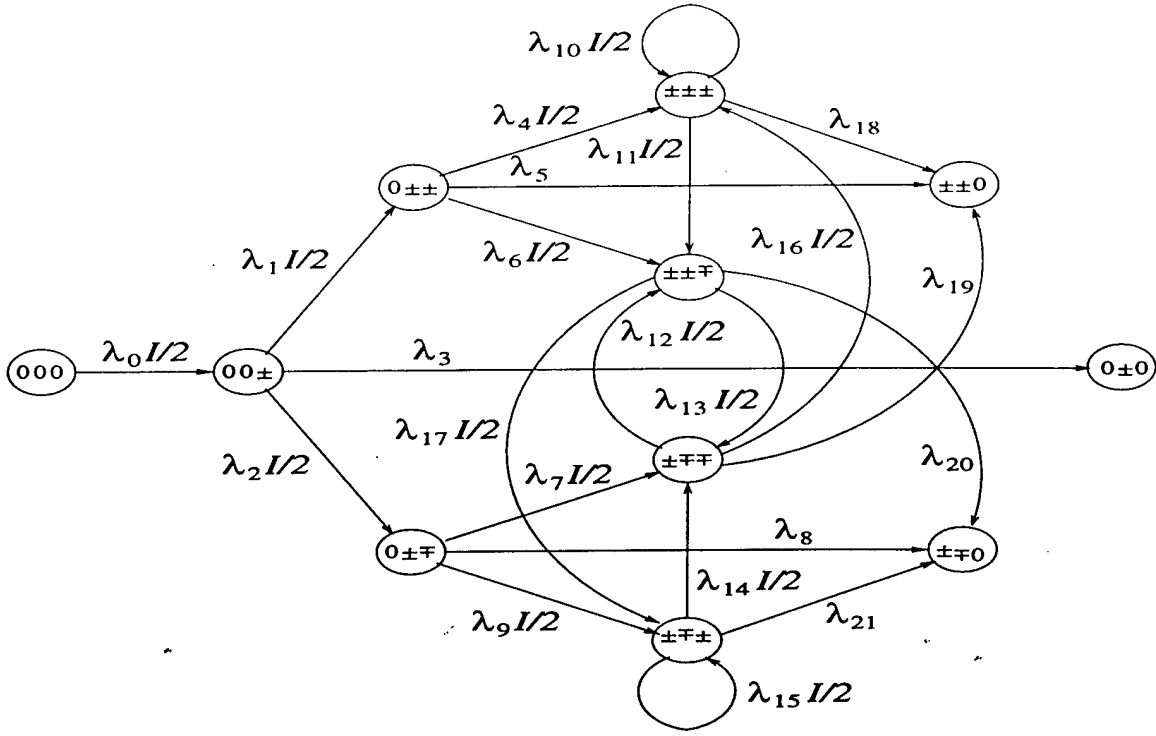 λ₁₀ I/2
±±±
λ₄ I/2
λ₁₈
λ₁₁ I/2
λ₅
0±±
±±0
λ₆ I/2
λ₁₆ I/2
λ₁ I/2
±±∓
λ₁₉
λ₁₂ I/2
λ₀ I/2
λ₃
000
00±
0±0
λ₁₃ I/2
λ₁₇ I/2
λ₂ I/2
±∓∓
λ₂₀
λ₇ I/2
λ₈
0±∓
±∓0
λ₁₄ I/2
λ₉ I/2
λ₂₁
±∓±
λ₁₅ I/2